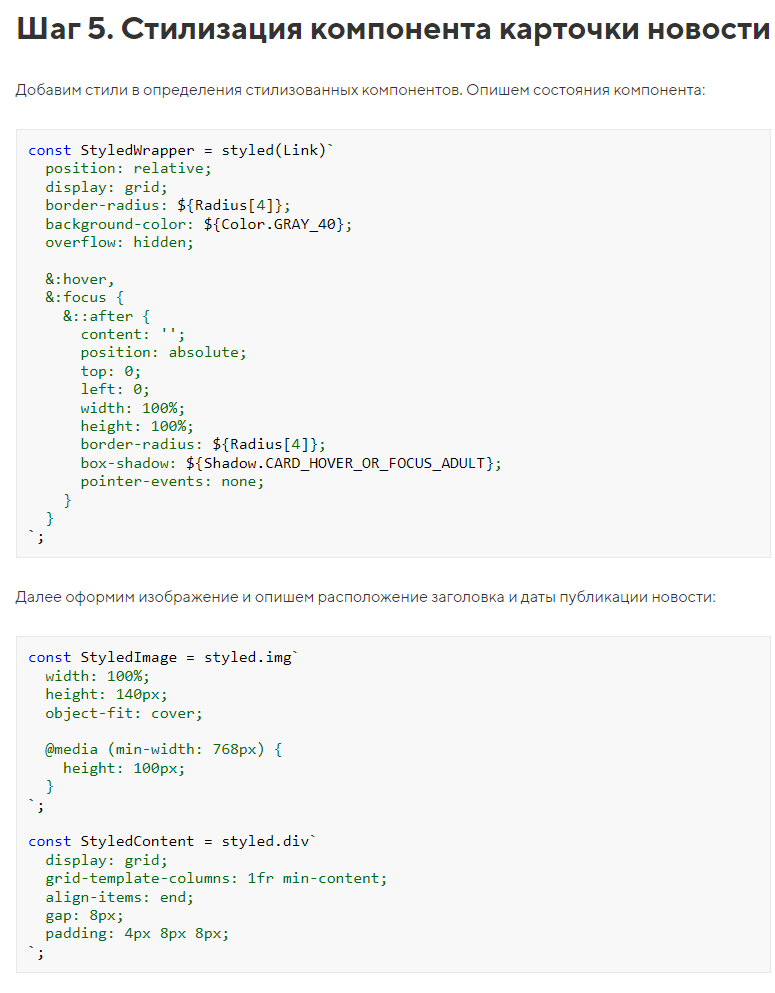 Шаг 5. Стилизация компонента карточки новости
Добавим стили в определения стилизованных компонентов. Опишем состояния компонента:
const StyledWrapper = styled(Link)`
  position: relative;
  display: grid;
  border-radius: ${Radius[4]};
  background-color: ${Color.GRAY_40};
  overflow: hidden;

  &:hover,
  &:focus {
    &::after {
      content: '';
      position: absolute;
      top: 0;
      left: 0;
      width: 100%;
      height: 100%;
      border-radius: ${Radius[4]};
      box-shadow: ${Shadow.CARD_HOVER_OR_FOCUS_ADULT};
      pointer-events: none;
    }
  }
`;
Далее оформим изображение и опишем расположение заголовка и даты публикации новости:
const StyledImage = styled.img`
  width: 100%;
  height: 140px;
  object-fit: cover;

  @media (min-width: 768px) {
    height: 100px;
  }
`;

const StyledContent = styled.div`
  display: grid;
  grid-template-columns: 1fr min-content;
  align-items: end;
  gap: 8px;
  padding: 4px 8px 8px;
`;